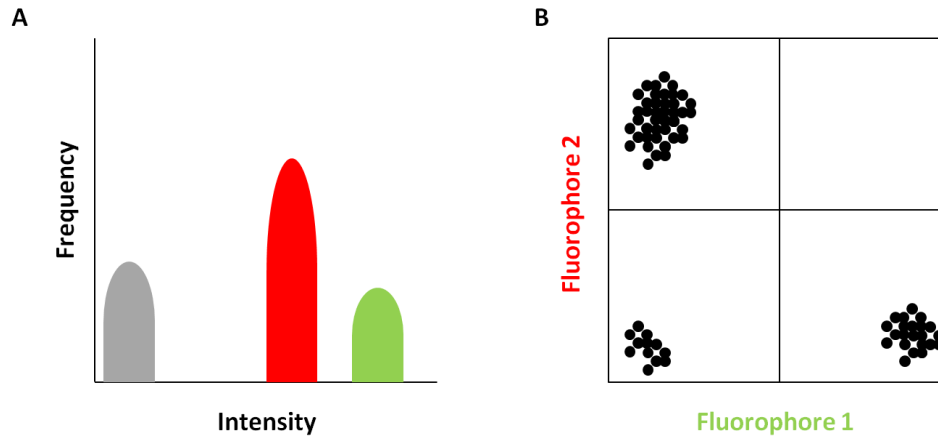 A
B
Frequency
Intensity
Fluorophore 2
Fluorophore 1